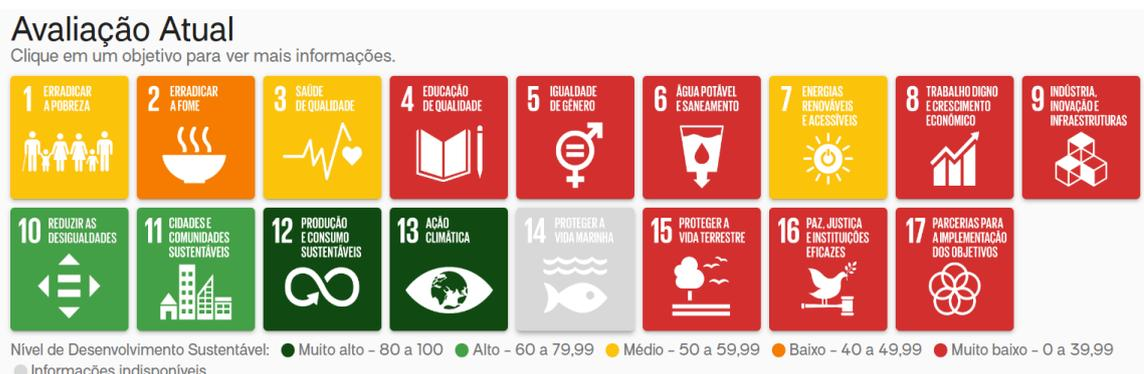 Avaliação Atual
Clique em um objetivo para ver mais informações.
1 ERRADICAR
A POBREZA
2 ERRADICAR
A FOME
3 SAÚDE
DE QUALIDADE
4 EDUCAÇÃO
DE QUALIDADE
5 IGUALDADE
DE GÊNERO
6 ÁGUA POTÁVEL
E SANEAMENTO
7 ENERGIAS
RENOVÁVEIS
E ACESSÍVEIS
8 TRABALHO DIGNO
E CRESCIMENTO
ECONÔMICO
9 INDÚSTRIA,
INOVAÇÃO E
INFRAESTRUTURAS
10 REDUZIR AS
DESIGUALDADES
11 CIDADES E
COMUNIDADES
SUSTENTÁVEIS
12 PRODUÇÃO
E CONSUMO
SUSTENTÁVEIS
13 AÇÃO
CLIMÁTICA
14 PROTEGER A
VIDA MARINHA
15 PROTEGER A
VIDA TERRESTRE
16 PAZ, JUSTIÇA
E INSTITUIÇÕES
EFICAZES
17 PARCERIAS PARA
A IMPLEMENTAÇÃO
DOS OBJETIVOS
Nível de Desenvolvimento Sustentável: Muito alto - 80 a 100 Alto - 60 a 79,99 Médio - 50 a 59,99 Baixo - 40 a 49,99 Muito baixo - 0 a 39,99
Informações indisponíveis